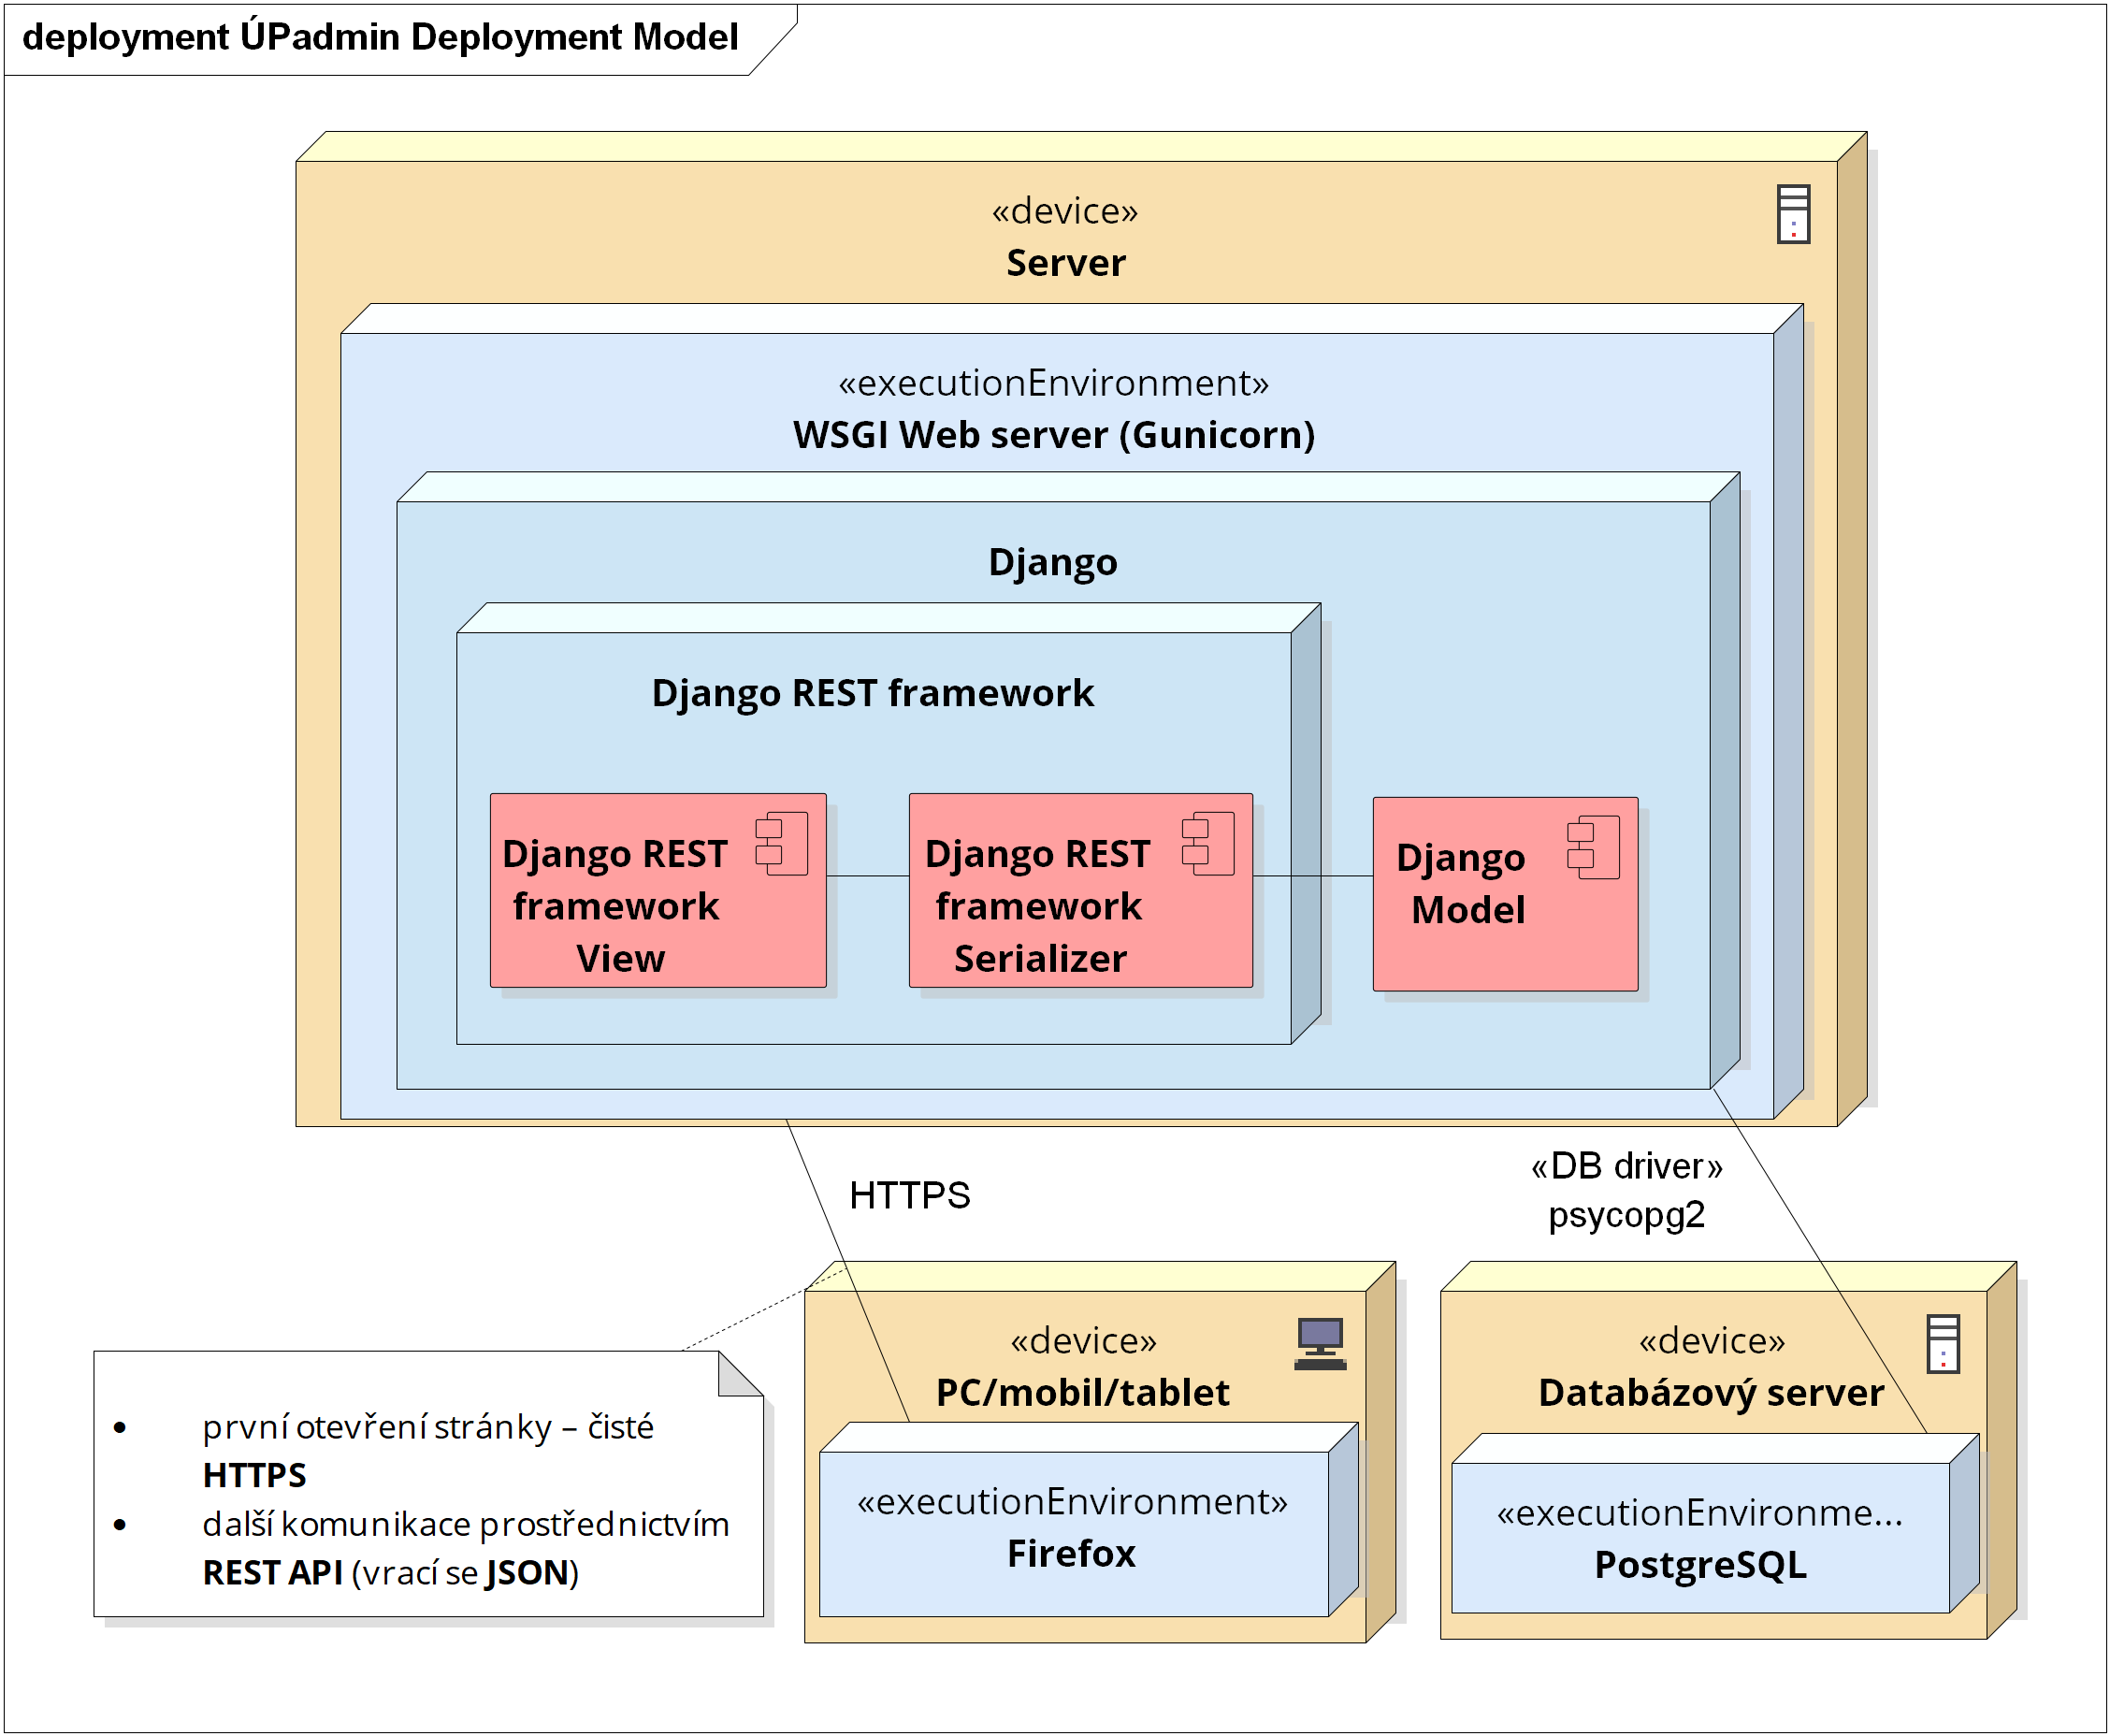 deployment ÚPadmin Deployment Model
«device»
Server
«executionEnvironment»
WSGI Web server (Gunicorn)
Django
Django REST framework
Django REST
framework
View
Django REST
framework
Serializer
Django
Model
HTTPS
«DB driver»
psycopg2
• první otevření stránky – čisté
HTTPS
• další komunikace prostřednictvím
REST API (vrací se JSON)
«device»
PC/mobil/tablet
«executionEnvironment»
Firefox
«device»
Databázový server
«executionEnvironme...
PostgreSQL